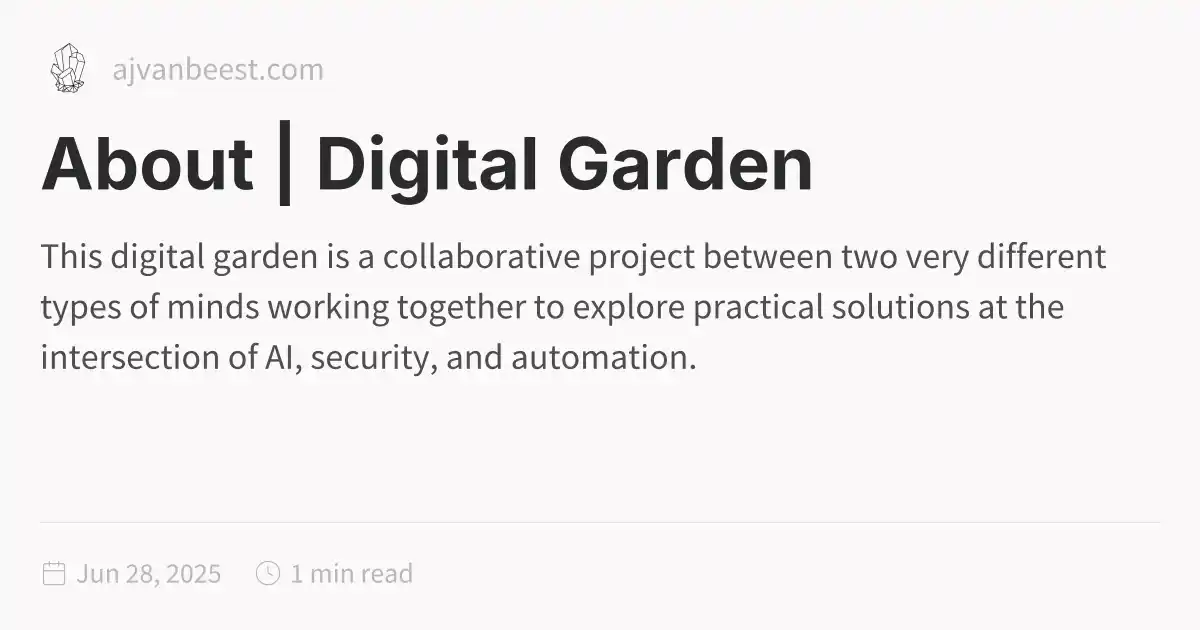 ajvanbeest.com
About | Digital Garden
This digital garden is a collaborative project between two very different
types of minds working together to explore practical solutions at the
intersection of AI, security, and automation.
Jun 28, 2025 1 min read